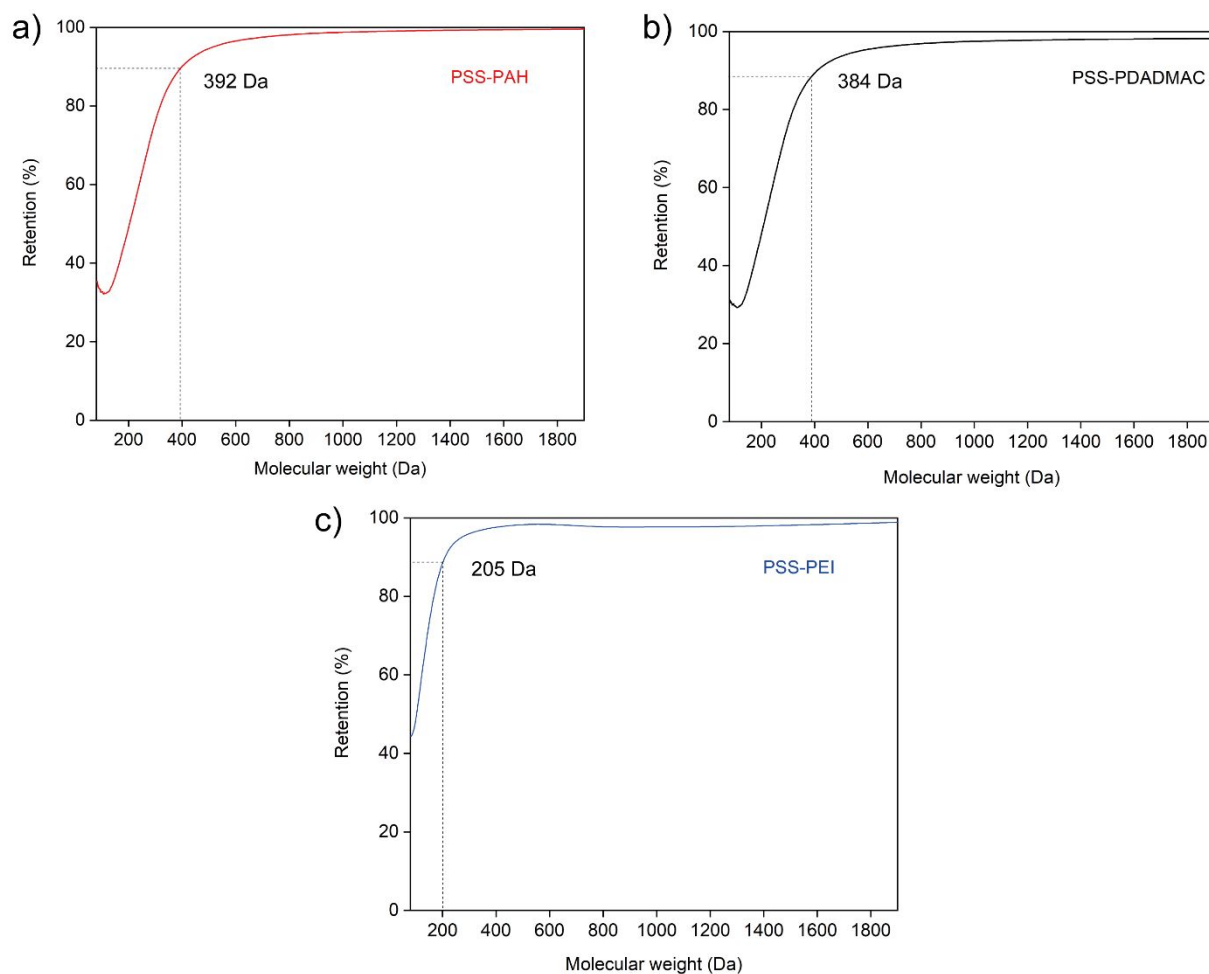 a)
100
80
60
40
20
0
Retention (%)
392 Da
PSS-PAH
200 400 600 800 1000 1200 1400 1600 1800
Molecular weight (Da)
b)
100
80
60
40
20
0
Retention (%)
384 Da
PSS-PDADMAC
200 400 600 800 1000 1200 1400 1600 1800
Molecular weight (Da)
c)
100
80
60
40
20
0
Retention (%)
205 Da
PSS-PEI
200 400 600 800 1000 1200 1400 1600 1800
Molecular weight (Da)